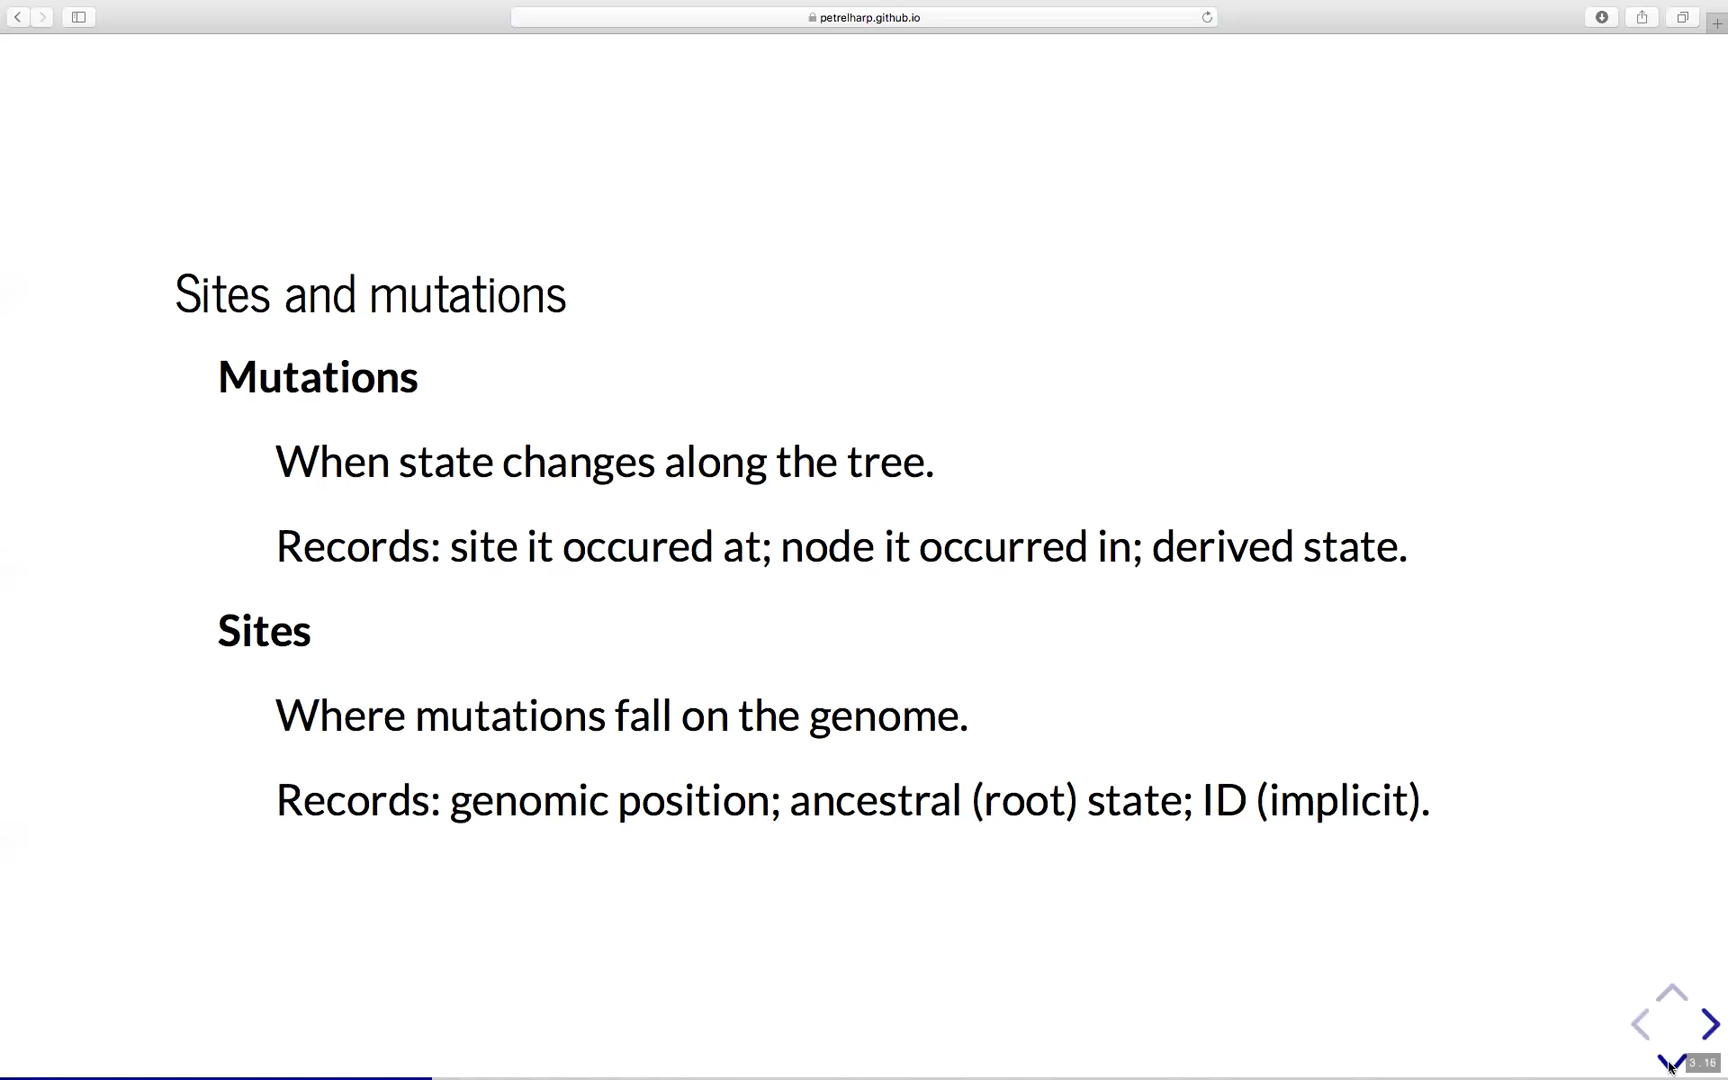 petrelharp.github.io
Sites and mutations
Mutations
When state changes along the tree.
Records: site it occured at; node it occurred in; derived state.
Sites
Where mutations fall on the genome.
Records: genomic position; ancestral (root) state; ID (implicit).
3.16